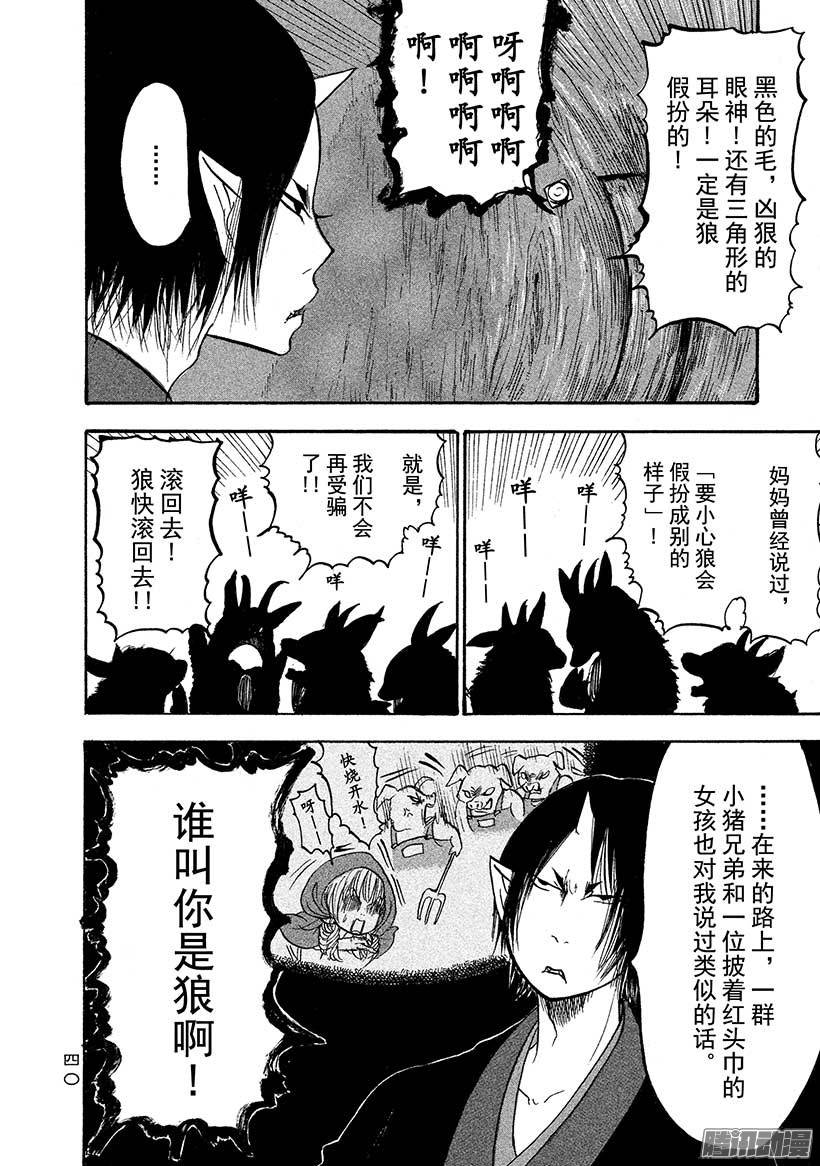 黑色的毛，凶狠的
眼神！还有三角形的
耳朵！一定是狼
假扮的！
呀啊啊啊
啊啊啊啊
啊！
……
妈妈曾经说过，
「要小心狼会
假扮成别的
样子」！
咩——
咩——
咩——
就是，
我们不会
再受骗
了!!
咩——
咩——
咩——
滚回去！
狼快滚回去!!
……在来的路上，一群
小猪兄弟和一位披着红头巾的
女孩也对我说过类似的话。
快烧开水！
呀——
谁叫你是狼啊！
四〇
腾讯动漫